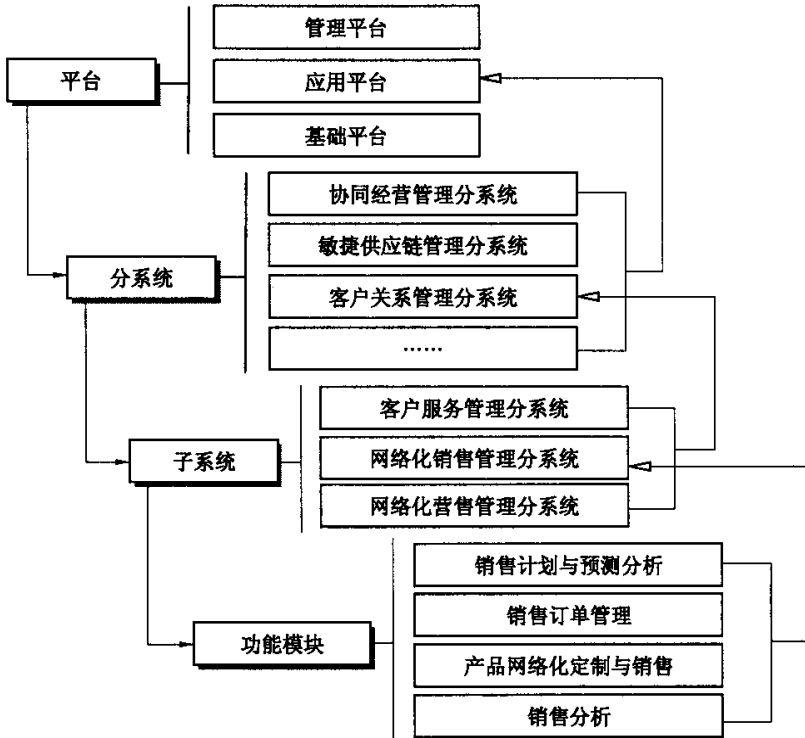 管理平台
平台
应用平台
基础平台
协同经营管理分系统
敏捷供应链管理分系统
分系统
客户关系管理分系统
……
客户服务管理分系统
子系统
网络化销售管理分系统
网络化营售管理分系统
销售计划与预测分析
销售订单管理
功能模块
产品网络化定制与销售
销售分析